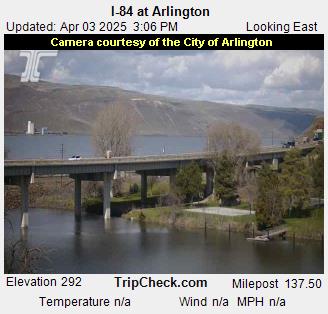 I-84 at Arlington
Updated: Apr 03 2025 3:06 PM Looking East
Camera courtesy of the City of Arlington
Elevation 292 TripCheck.com Milepost 137.50
Temperature n/a Wind n/a MPH n/a